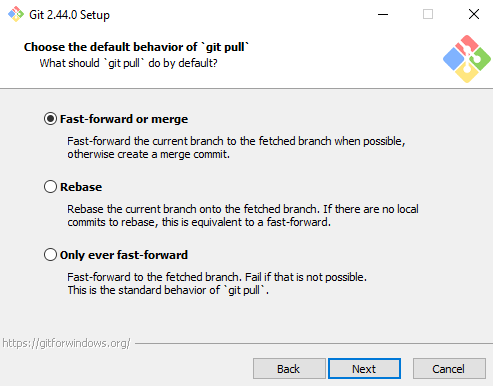 Git 2.44.0 Setup
Choose the default behavior of `git pull`
What should `git pull` do by default?
Fast-forward or merge
Fast-forward the current branch to the fetched branch when possible,
otherwise create a merge commit.
Rebase
Rebase the current branch onto the fetched branch. If there are no local
commits to rebase, this is equivalent to a fast-forward.
Only ever fast-forward
Fast-forward to the fetched branch. Fail if that is not possible.
This is the standard behavior of `git pull`.
https://gitforwindows.org/
Back Next Cancel